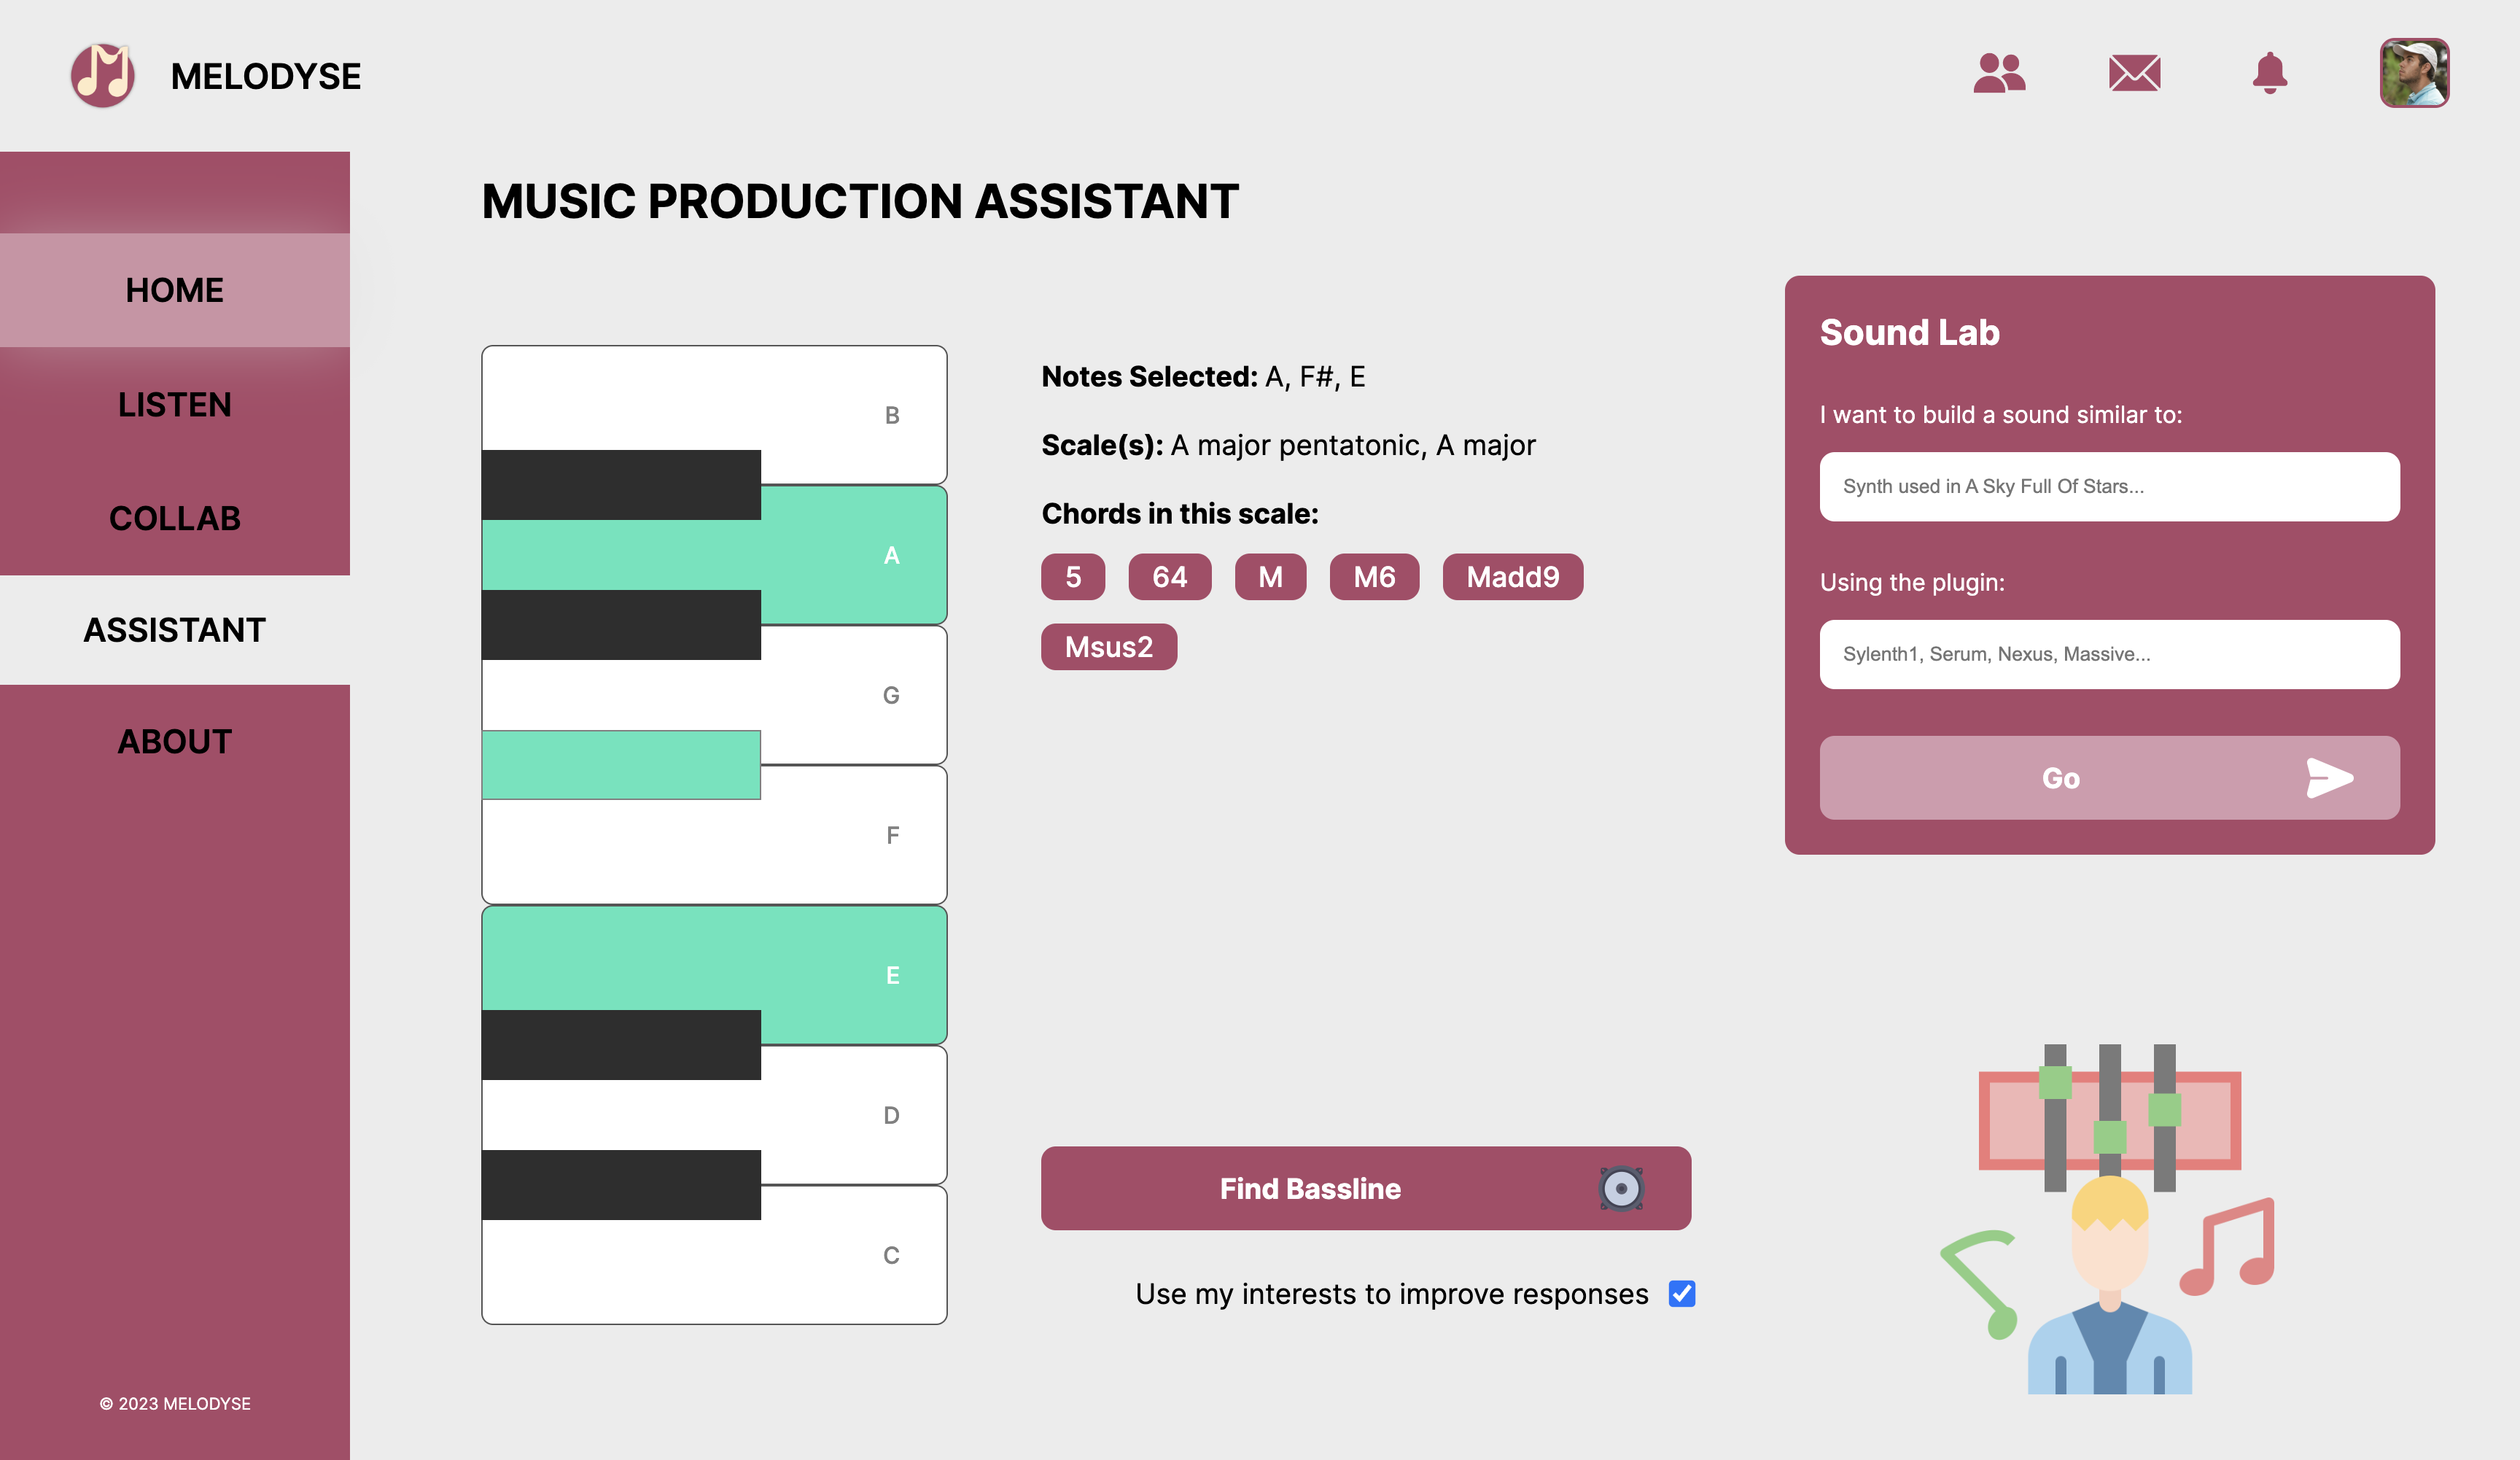 MELODYSE
MUSIC PRODUCTION ASSISTANT
HOME
LISTEN
COLLAB
ASSISTANT
ABOUT
© 2023 MELODYSE
B
A
G
F
E
D
C
Notes Selected: A, F#, E
Scale(s): A major pentatonic, A major
Chords in this scale:
5 64 M M6 Madd9
Msus2
Find Bassline
Use my interests to improve responses
Sound Lab
I want to build a sound similar to:
Synth used in A Sky Full Of Stars...
Using the plugin:
Sylenth1, Serum, Nexus, Massive...
Go